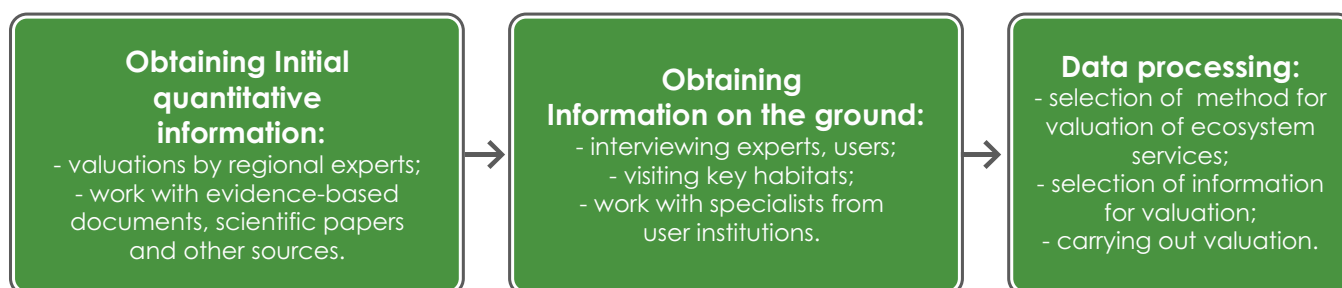 Obtaining Initial
quantitative
information:
- valuations by regional experts;
- work with evidence-based
documents, scientific papers
and other sources.
Obtaining
Information on the ground:
- interviewing experts, users;
- visiting key habitats;
- work with specialists from
user institutions.
Data processing:
- selection of method for
valuation of ecosystem
services;
- selection of information
for valuation;
- carrying out valuation.